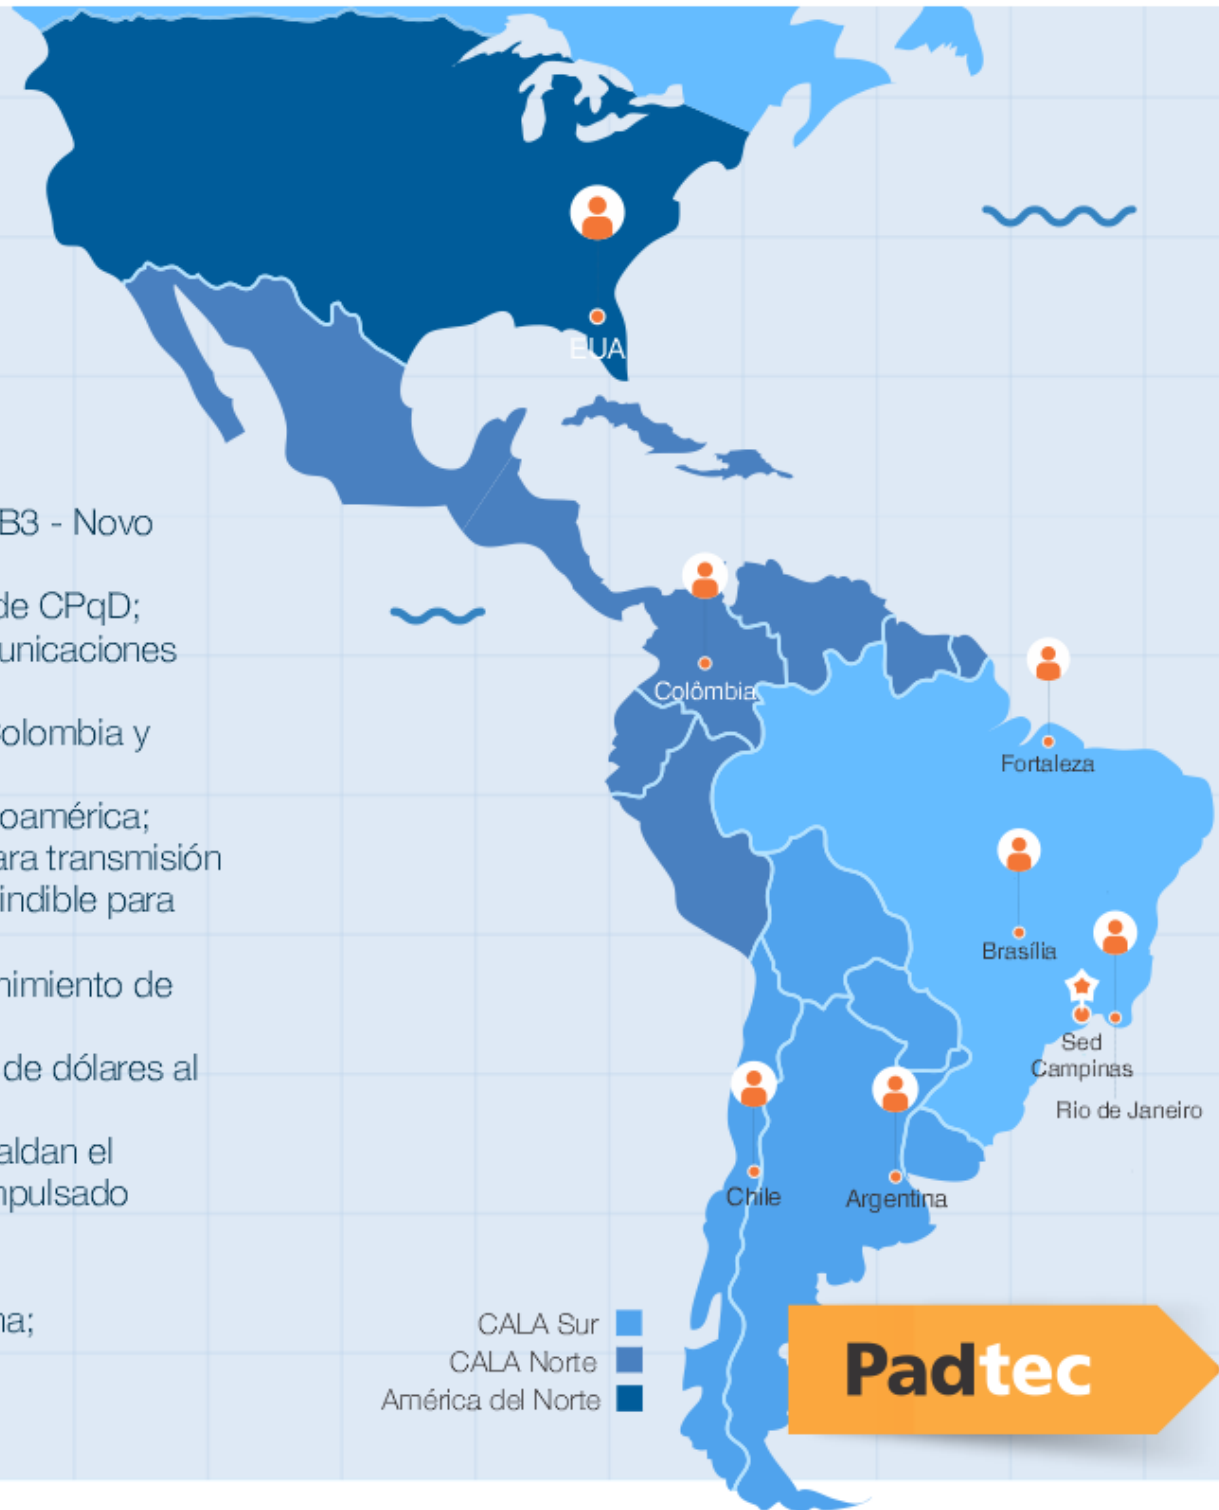 EUA
B3 - Novo
de CPqD;
unicaciones
Colômbia
olombia y
Fortaleza
oamérica;
ara transmisión
indible para
Brasília
nimiento de
Sed
Campinas
de dólares al
Rio de Janeiro
aldan el
npulsado
Chile
Argentina
na;
CALA Sur
CALA Norte
América del Norte
Padtec